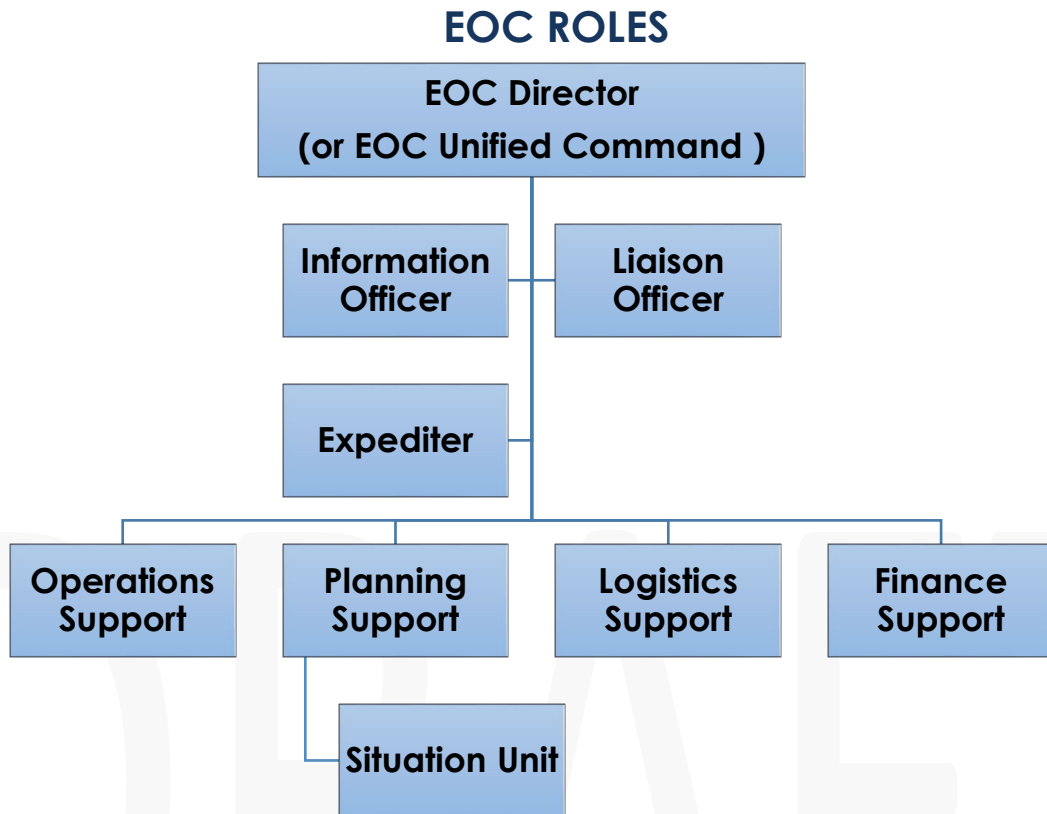 EOC ROLES
EOC Director
(or EOC Unified Command )
Information
Officer
Liaison
Officer
Expediter
Operations
Support
Planning
Support
Logistics
Support
Finance
Support
Situation Unit
DRAFT